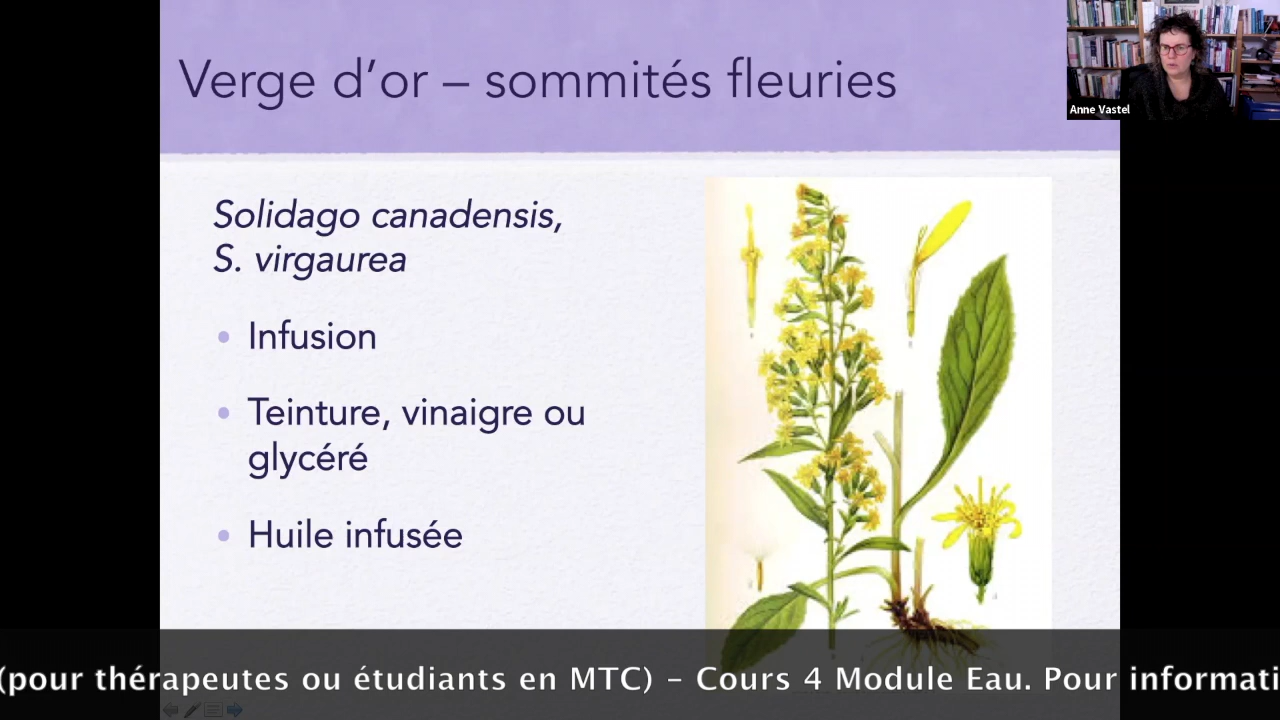 Verge d’or – sommités fleuries
Anne Vastel
Solidago canadensis,
S. virgaurea
• Infusion
• Teinture, vinaigre ou
glycéré
• Huile infusée
(pour thérapeutes ou étudiants en MTC) – Cours 4 Module Eau. Pour informati